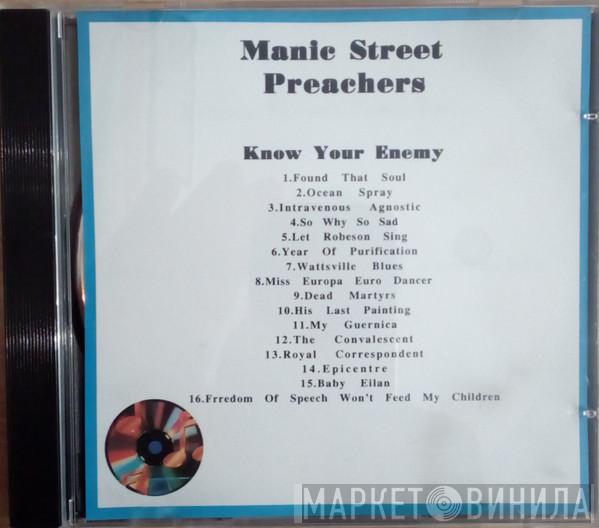 Manic Street
Preachers
Know Your Enemy
1.Found That Soul
2.Ocean Spray
3.Intravenous Agnostic
4.So Why So Sad
5.Let Robeson Sing
6.Year Of Purification
7.Wattsville Blues
8.Miss Europa Euro Dancer
9.Dead Martyrs
10.His Last Painting
11.My Guernica
12.The Convalescent
13.Royal Correspondent
14.Epicentre
15.Baby Eilan
16.Frredom Of Speech Won't Feed My Children
МАРКЕТ ВИНИЛА